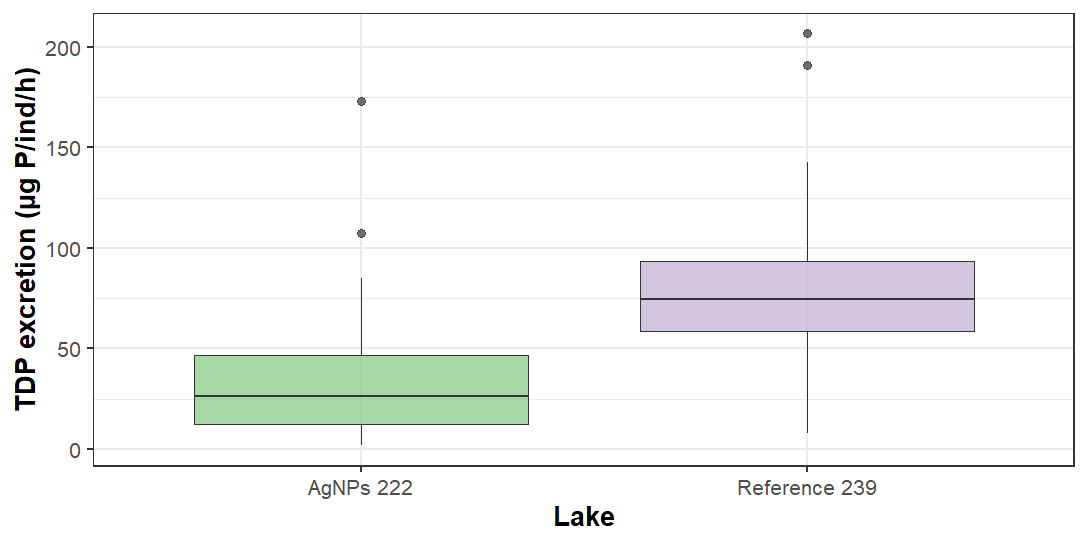 TDP excretion (µg P/ind/h)
200
150
100
50
0
AgNPs 222
Reference 239
Lake